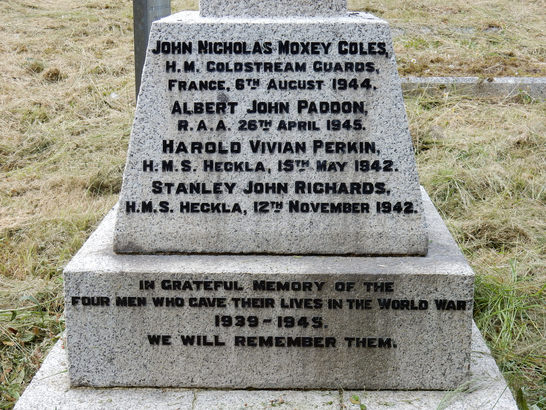 John Nicholas Moxey Coles,
H.M. Coldstream Guards,
France, 6th August 1944.
Albert John Paddon,
R.A.A. 26th April 1945.
Harold Vivian Perkin,
H.M.S. Heckla, 15th May 1942.
Stanley John Richards,
H.M.S. Heckla, 12th November 1942.
In Grateful Memory of the
four men who gave their lives in the World War
1939-1945.
We will remember them.